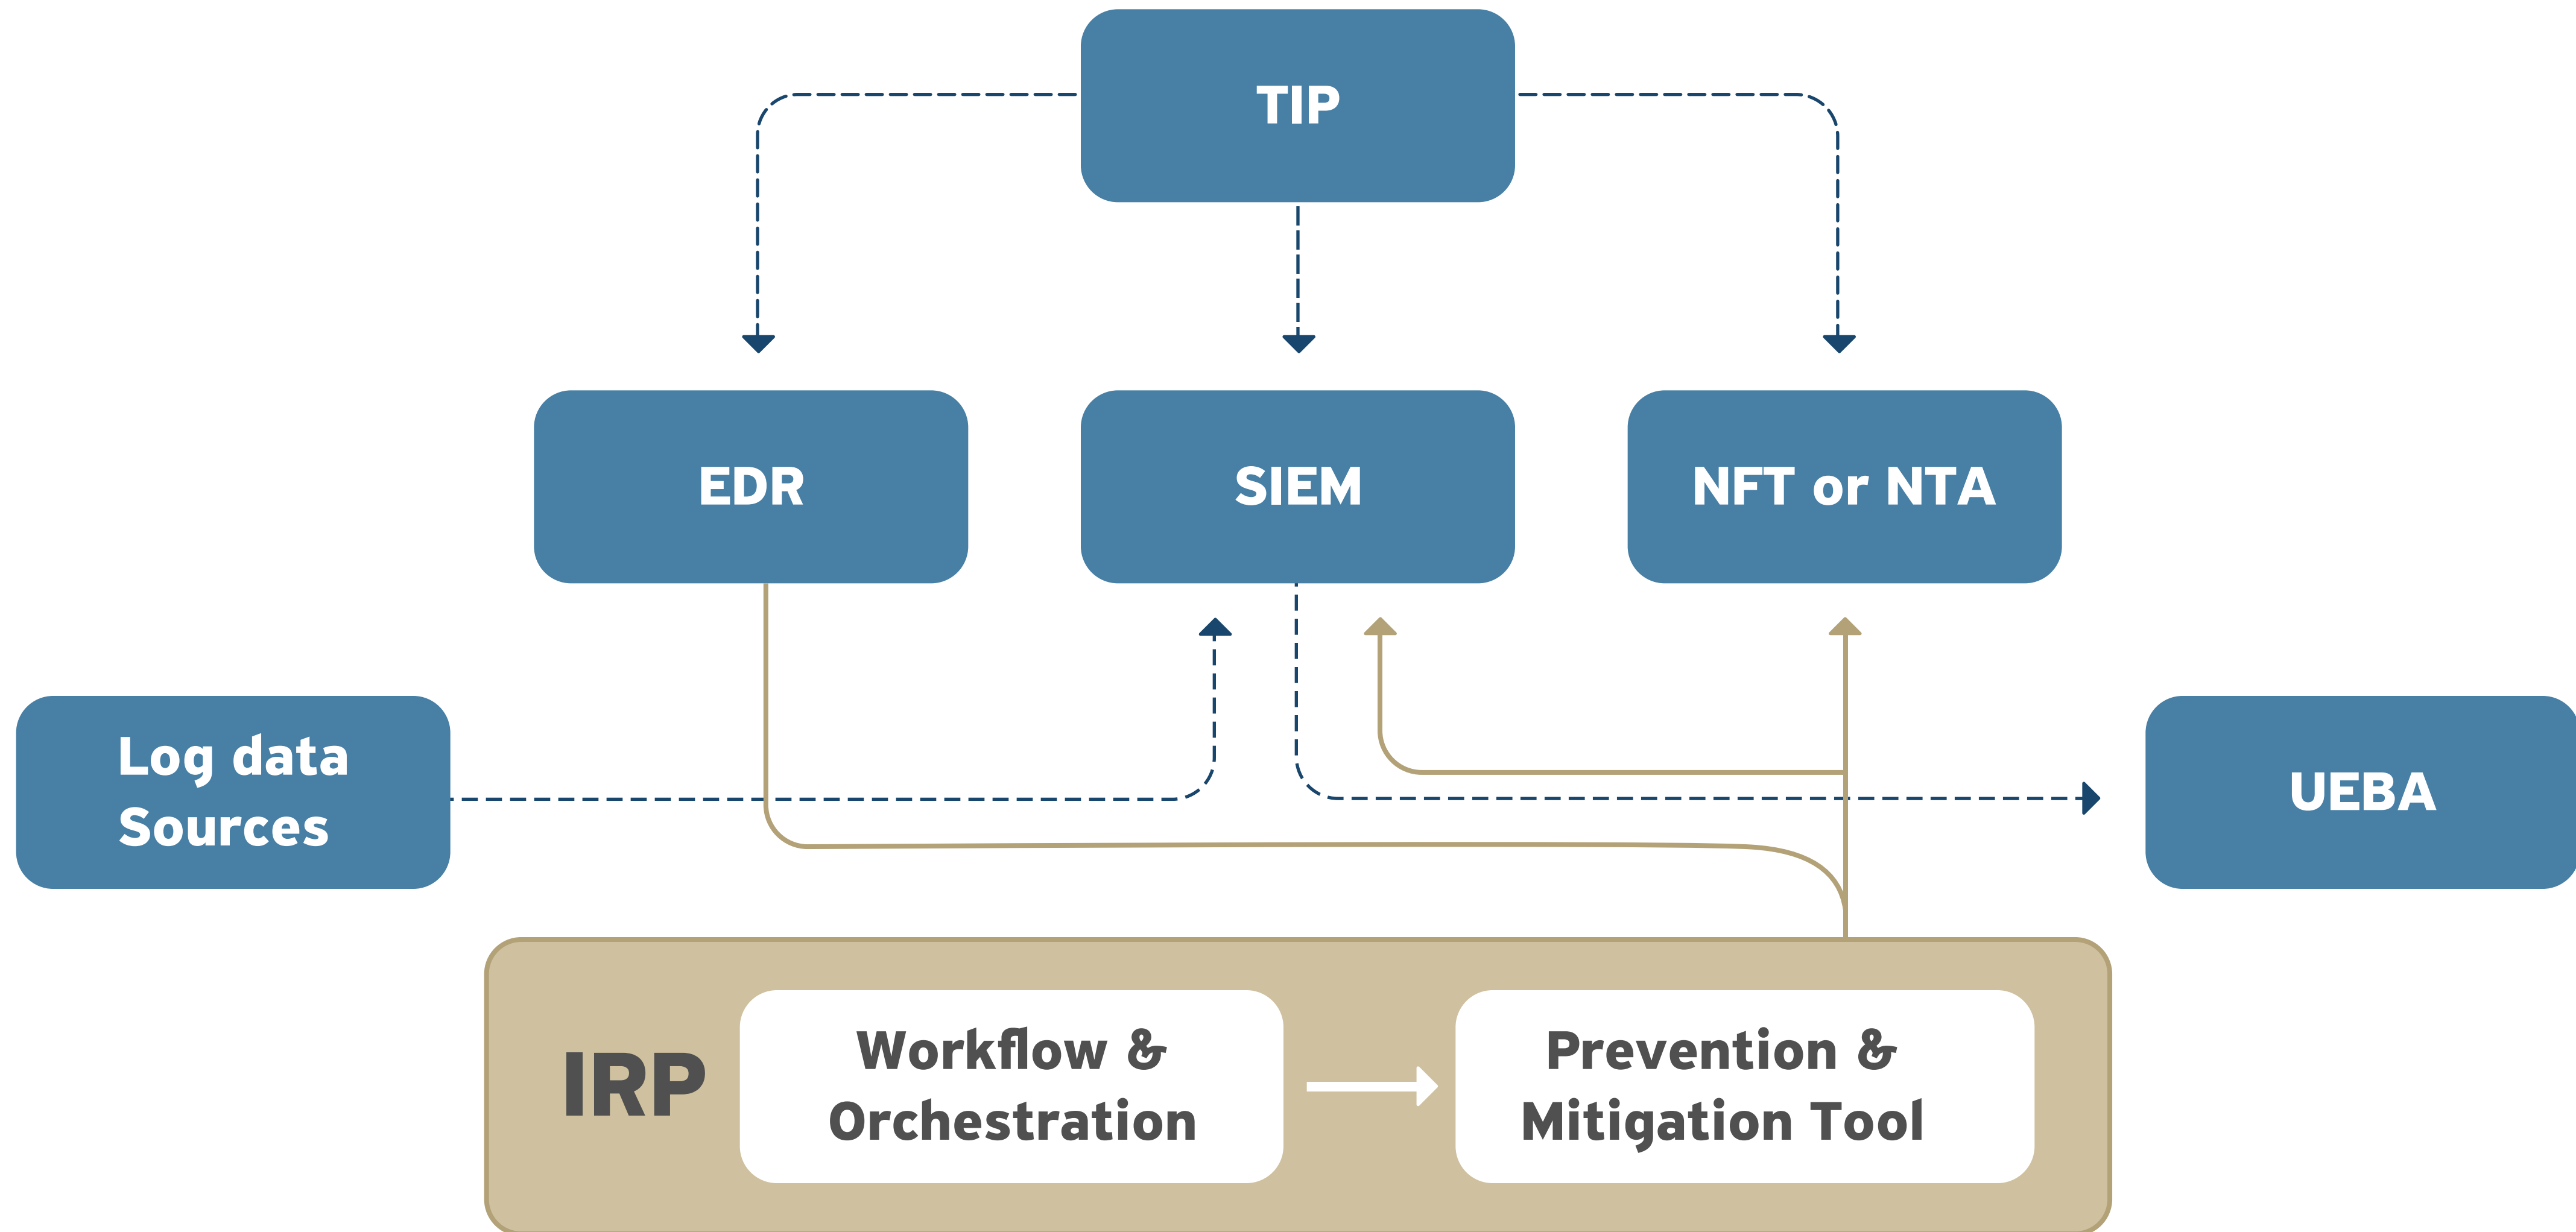 TIP
EDR
SIEM
NFT or NTA
Log data
Sources
UEBA
IRP
Workflow &
Orchestration
Prevention &
Mitigation Tool